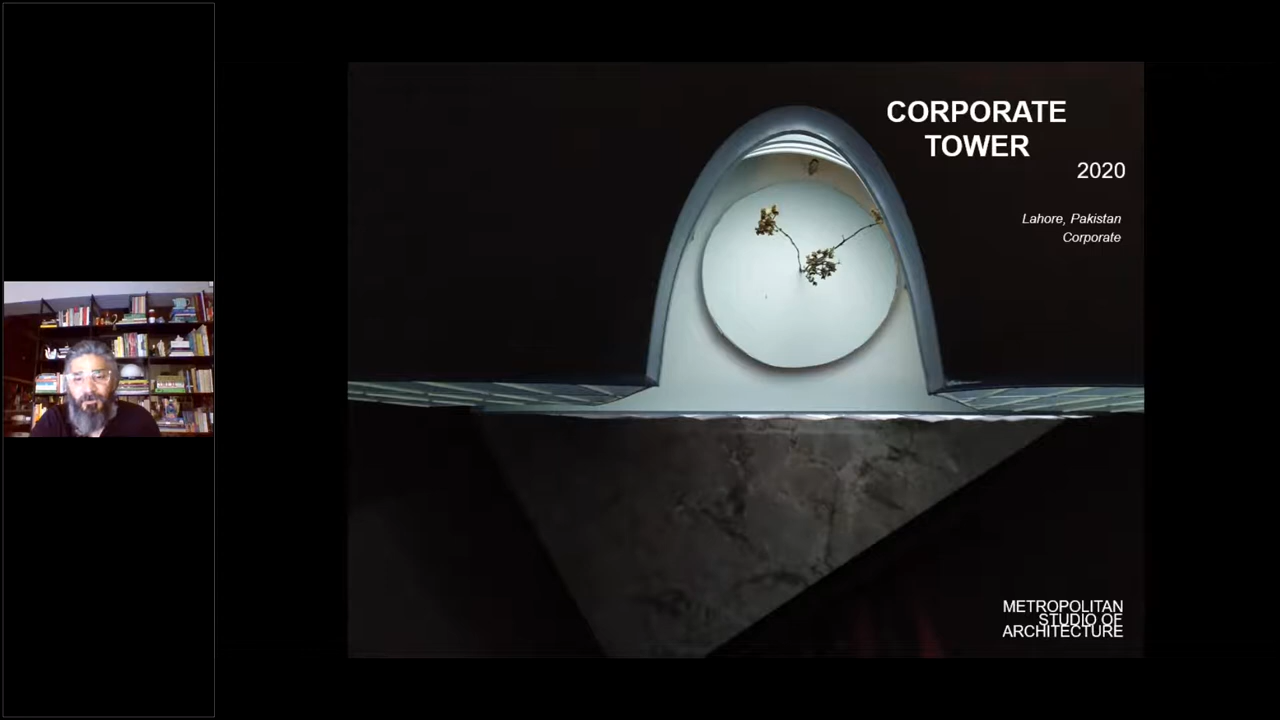 CORPORATE
TOWER
2020
Lahore, Pakistan
Corporate
METROPOLITAN
STUDIO OF
ARCHITECTURE